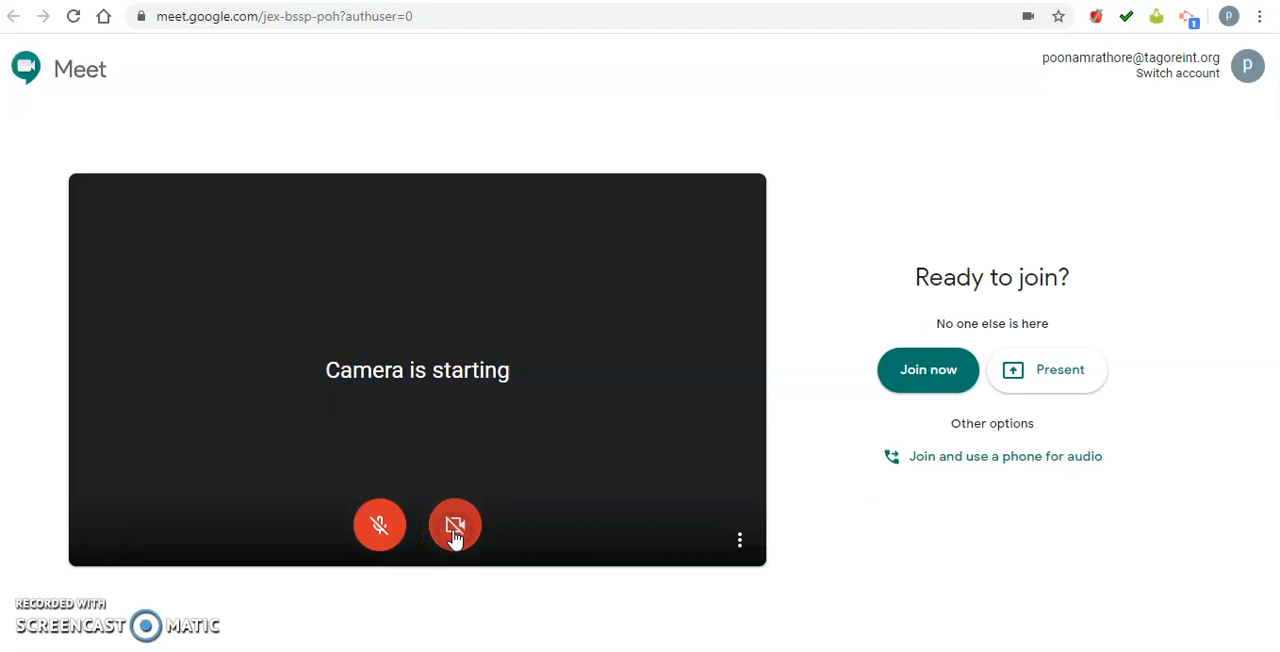 meet.google.com/jex-bssp-poh?authuser=0
1
p
Meet
poonamrathore@tagoreint.org
Switch account
p
Camera is starting
Ready to join?
No one else is here
Join now
Present
Other options
Join and use a phone for audio
RECORDED WITH
SCREENCAST MATIC